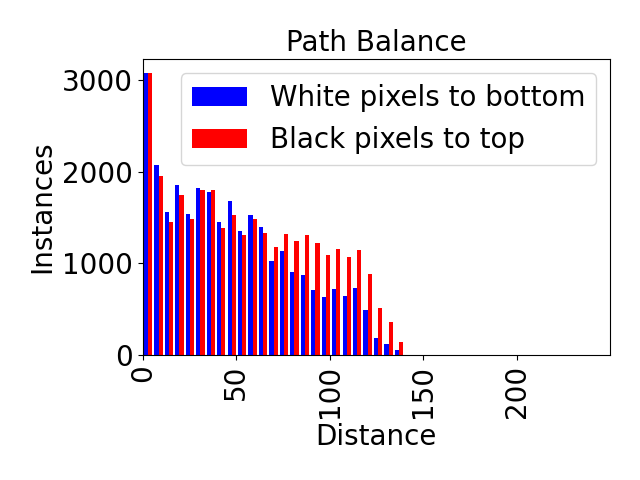 Path Balance
White pixels to bottom
Black pixels to top
Instances
3000
2000
1000
0
0
50
100
150
200
Distance